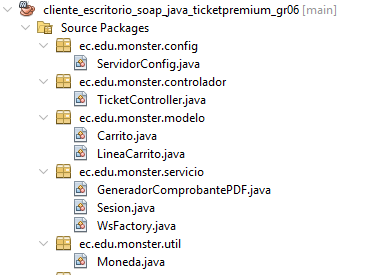 cliente_escritorio_soap_java_ticketpremium_gr06 [main]
Source Packages
ec.edu.monster.config
ServidorConfig.java
ec.edu.monster.controlador
TicketController.java
ec.edu.monster.modelo
Carrito.java
LineaCarrito.java
ec.edu.monster.servicio
GeneradorComprobantePDF.java
Sesion.java
WsFactory.java
ec.edu.monster.util
Moneda.java